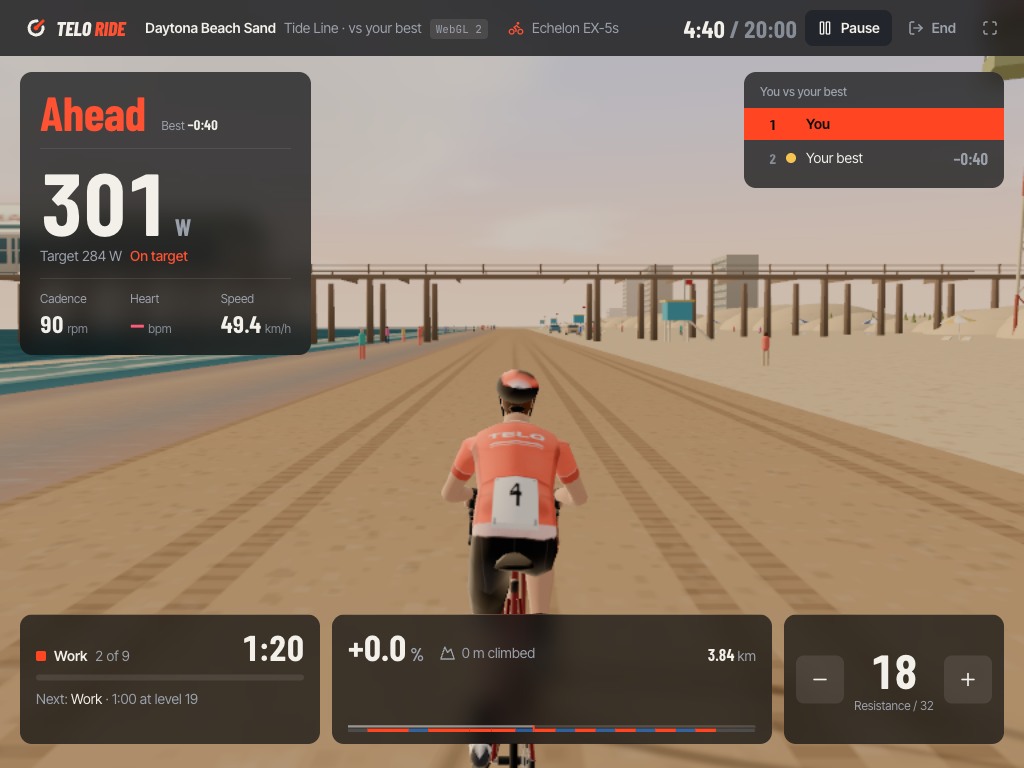 TELO RIDE
Daytona Beach Sand Tide Line · vs your best WebGL 2 Echelon EX-5s
4:40 / 20:00 Pause End
Ahead Best −0:40
301 W
Target 284 W On target
Cadence Heart Speed
90 rpm – bpm 49.4 km/h
You vs your best
1 You
2 Your best −0:40
TELO
4
Work 2 of 9 1:20
Next: Work · 1:00 at level 19
+0.0 % 0 m climbed 3.84 km
− 18 +
Resistance / 32